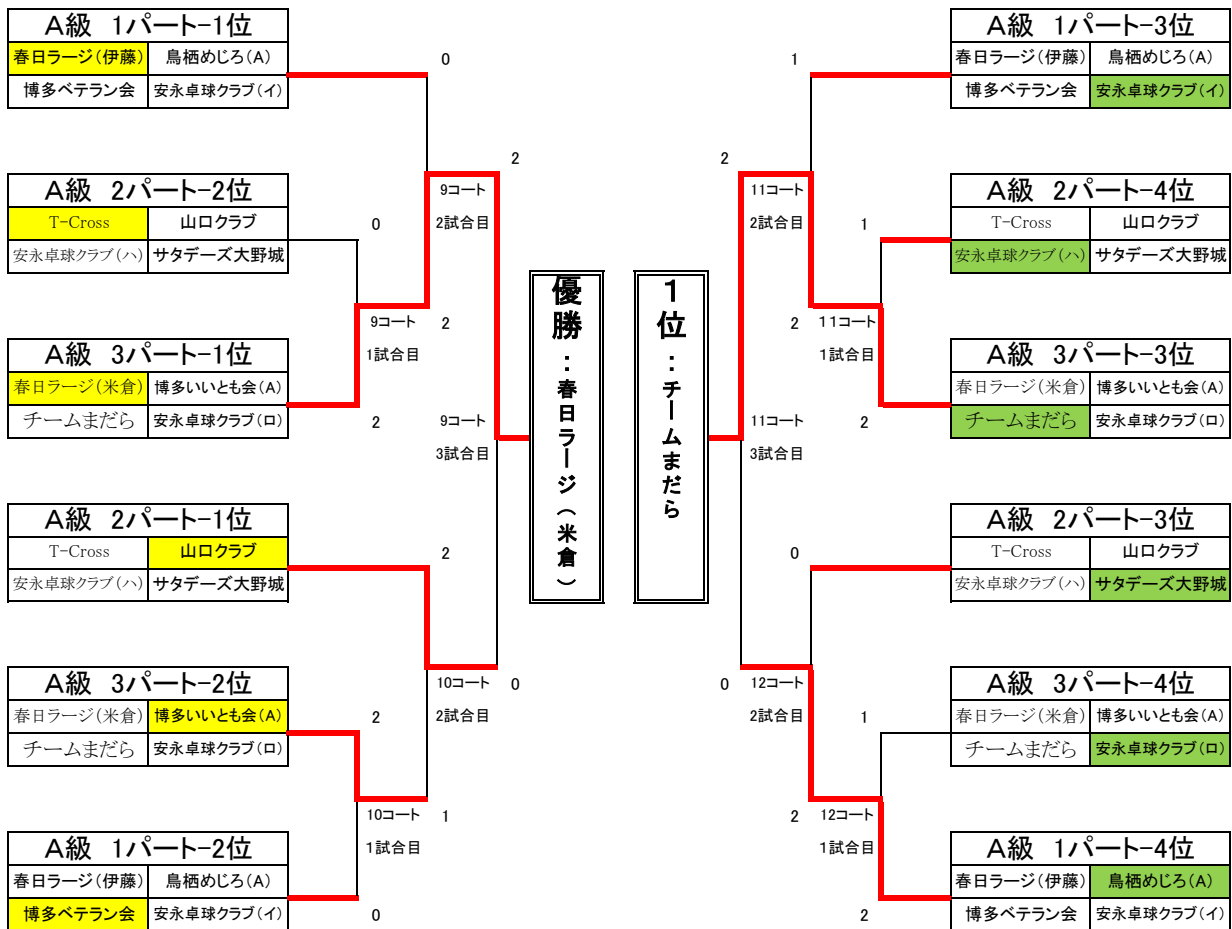 A級 1パート-1位
春日ラージ(伊藤) 鳥栖めじろ(A)
博多ベテラン会 安永卓球クラブ(イ)
0
2
A級 2パート-2位
T-Cross 山口クラブ
安永卓球クラブ(ハ) サタデーズ大野城
0
9コート
2試合目
9コート
1試合目
2
A級 3パート-1位
春日ラージ(米倉) 博多いいとも会(A)
チームまだら 安永卓球クラブ(ロ)
2
9コート
3試合目
A級 2パート-1位
T-Cross 山口クラブ
安永卓球クラブ(ハ) サタデーズ大野城
2
A級 3パート-2位
春日ラージ(米倉) 博多いいとも会(A)
チームまだら 安永卓球クラブ(ロ)
2
10コート
2試合目
0
10コート
1試合目
1
A級 1パート-2位
春日ラージ(伊藤) 鳥栖めじろ(A)
博多ベテラン会 安永卓球クラブ(イ)
0
優勝:春日ラージ(米倉)
1位:チームまだら
A級 1パート-3位
春日ラージ(伊藤) 鳥栖めじろ(A)
博多ベテラン会 安永卓球クラブ(イ)
1
2
11コート
2試合目
A級 2パート-4位
T-Cross 山口クラブ
安永卓球クラブ(ハ) サタデーズ大野城
1
2
11コート
1試合目
A級 3パート-3位
春日ラージ(米倉) 博多いいとも会(A)
チームまだら 安永卓球クラブ(ロ)
2
11コート
3試合目
A級 2パート-3位
T-Cross 山口クラブ
安永卓球クラブ(ハ) サタデーズ大野城
0
0
12コート
2試合目
A級 3パート-4位
春日ラージ(米倉) 博多いいとも会(A)
チームまだら 安永卓球クラブ(ロ)
1
2
12コート
1試合目
A級 1パート-4位
春日ラージ(伊藤) 鳥栖めじろ(A)
博多ベテラン会 安永卓球クラブ(イ)
2